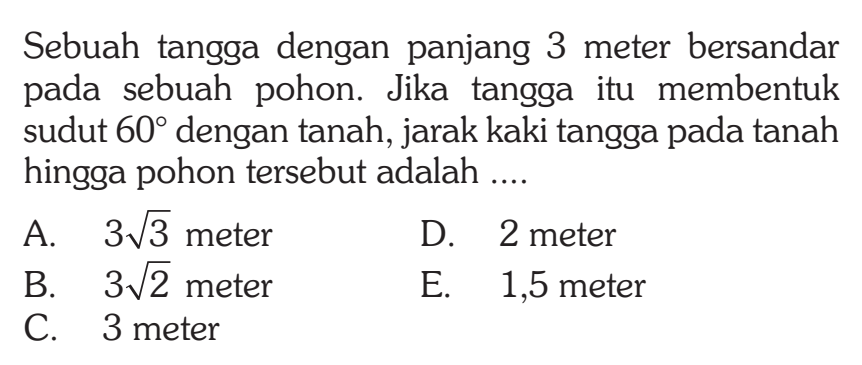 Sebuah tangga dengan panjang 3 meter bersandar
pada sebuah pohon. Jika tangga itu membentuk
sudut 60° dengan tanah, jarak kaki tangga pada tanah
hingga pohon tersebut adalah ....
A. 3√3 meter
B. 3√2 meter
C. 3 meter
D. 2 meter
E. 1,5 meter